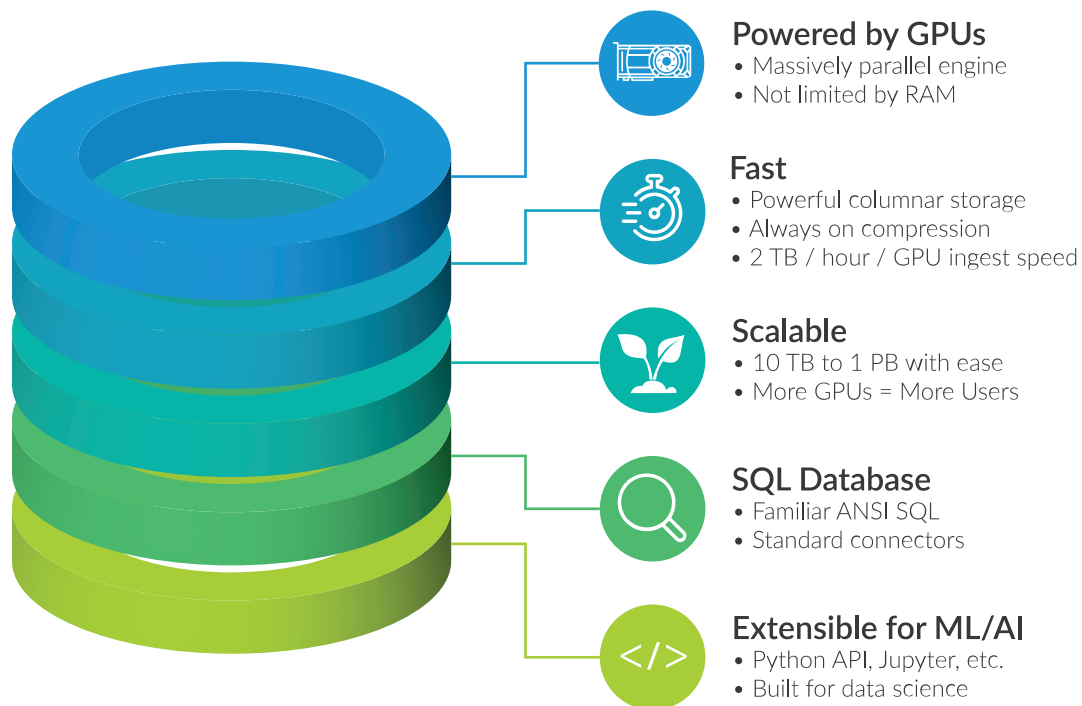 Powered by GPUs
• Massively parallel engine
• Not limited by RAM
Fast
• Powerful columnar storage
• Always on compression
• 2 TB / hour / GPU ingest speed
Scalable
• 10 TB to 1 PB with ease
• More GPUs = More Users
SQL Database
• Familiar ANSI SQL
• Standard connectors
</>
Extensible for ML/AI
• Python API, Jupyter, etc.
• Built for data science